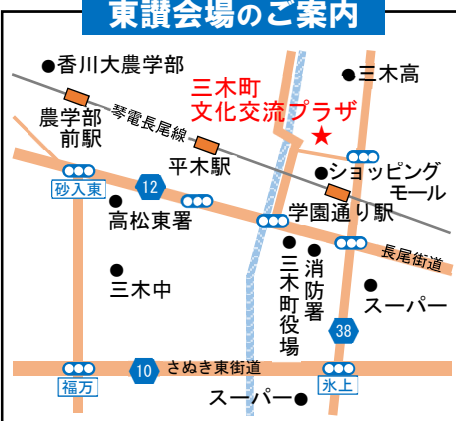 東讃会場のご案内
香川大農学部
三木高
三木町
文化交流プラザ
農学部
前駅
琴電長尾線
平木駅
ショッピング
モール
砂入東
12
学園通り駅
高松東署
長尾街道
三木町役場
消防署
三木中
スーパー
38
10
さぬき東街道
福万
氷上
スーパー